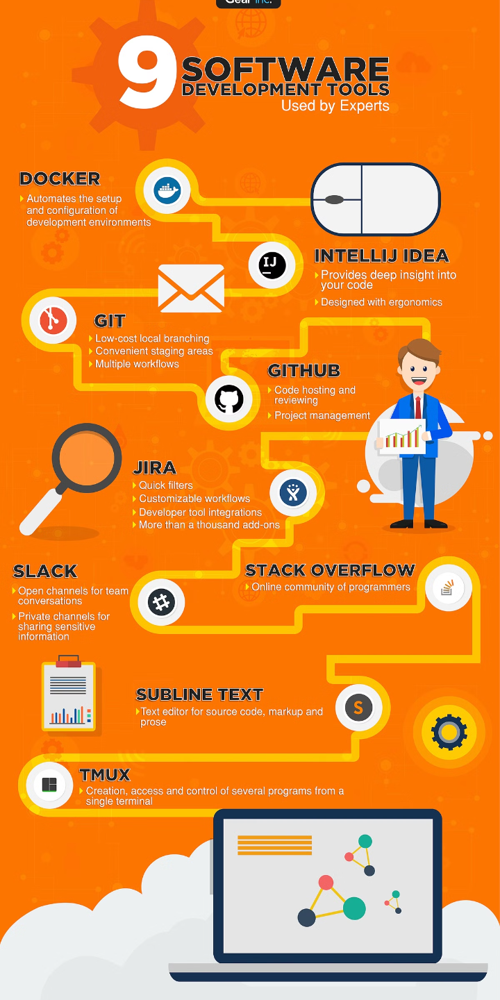 Gear inc.
9
SOFTWARE
DEVELOPMENT TOOLS
Used by Experts
DOCKER
Automates the setup
and configuration of
development environments
IJ
INTELLIJ IDEA
Provides deep insight into
your code
Designed with ergonomics
GIT
Low-cost local branching
Convenient staging areas
Multiple workflows
GITHUB
Code hosting and
reviewing
Project management
JIRA
Quick filters
Customizable workflows
Developer tool integrations
More than a thousand add-ons
SLACK
Open channels for team
conversations
Private channels for
sharing sensitive
information
STACK OVERFLOW
Online community of programmers
SUBLINE TEXT
Text editor for source code, markup and
prose
S
TMUX
Creation, access and control of several programs from a
single terminal